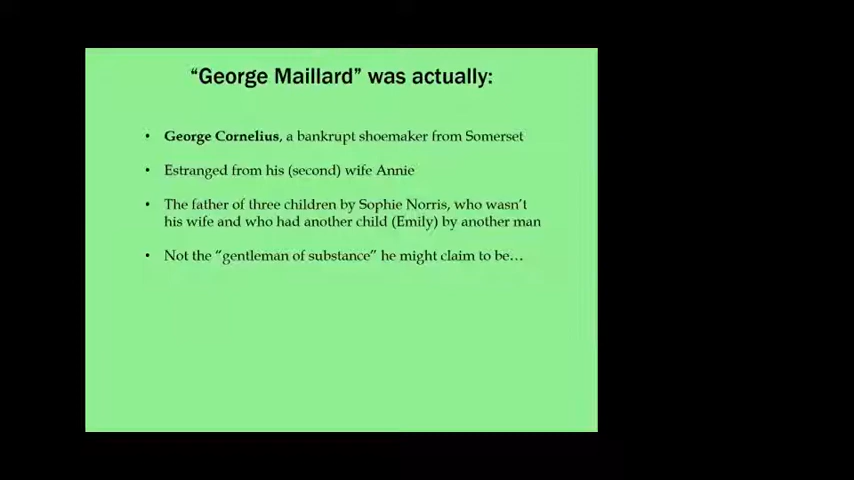 “George Maillard” was actually:
• George Cornelius, a bankrupt shoemaker from Somerset
• Estranged from his (second) wife Annie
• The father of three children by Sophie Norris, who wasn’t
his wife and who had another child (Emily) by another man
• Not the “gentleman of substance” he might claim to be…